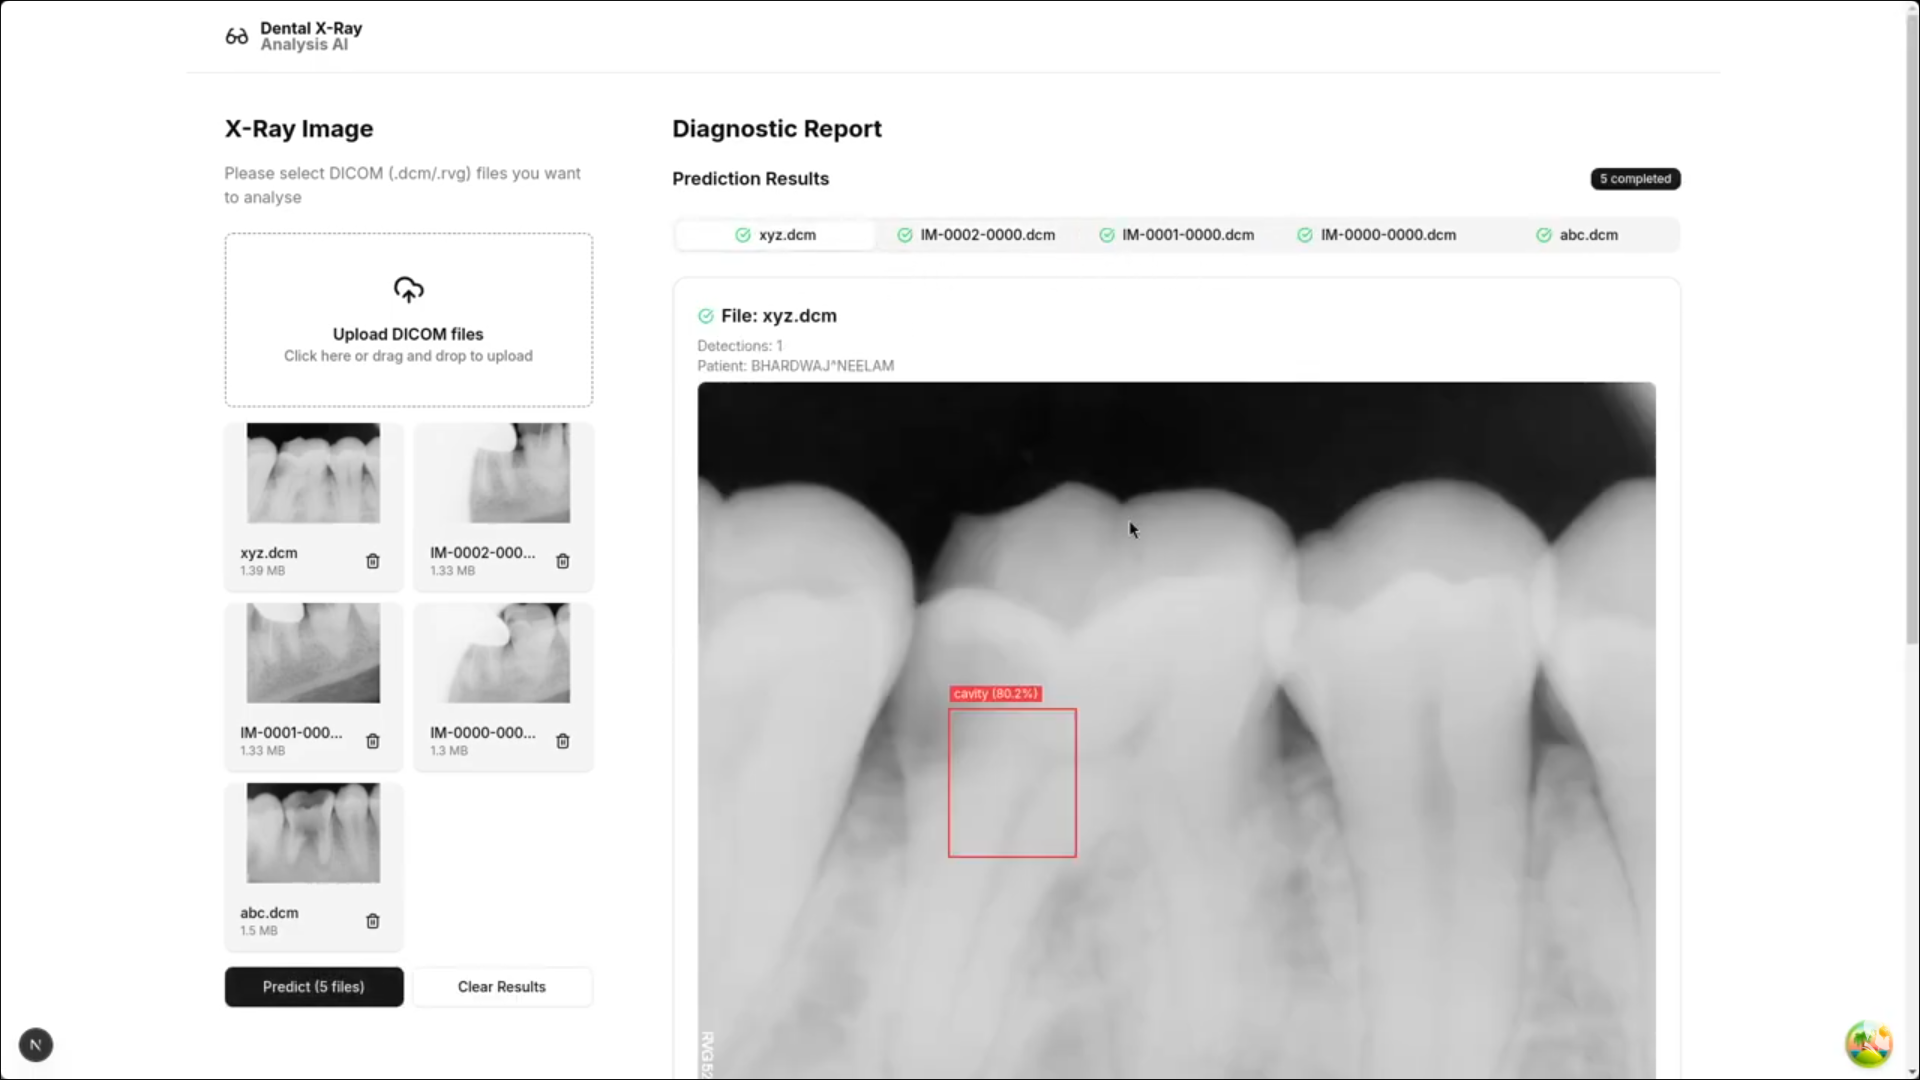 Dental X-Ray
Analysis AI
X-Ray Image
Please select DICOM (.dcm/.rvg) files you want
to analyse
Upload DICOM files
Click here or drag and drop to upload
xyz.dcm
1.39 MB
IM-0002-000...
1.33 MB
IM-0001-000...
1.33 MB
IM-0000-000...
1.3 MB
abc.dcm
1.5 MB
Predict (5 files)
Clear Results
N
Diagnostic Report
Prediction Results
5 completed
xyz.dcm
IM-0002-0000.dcm
IM-0001-0000.dcm
IM-0000-0000.dcm
abc.dcm
File: xyz.dcm
Detections: 1
Patient: BHARDWAJ^NEELAM
cavity (80.2%)
RVG52